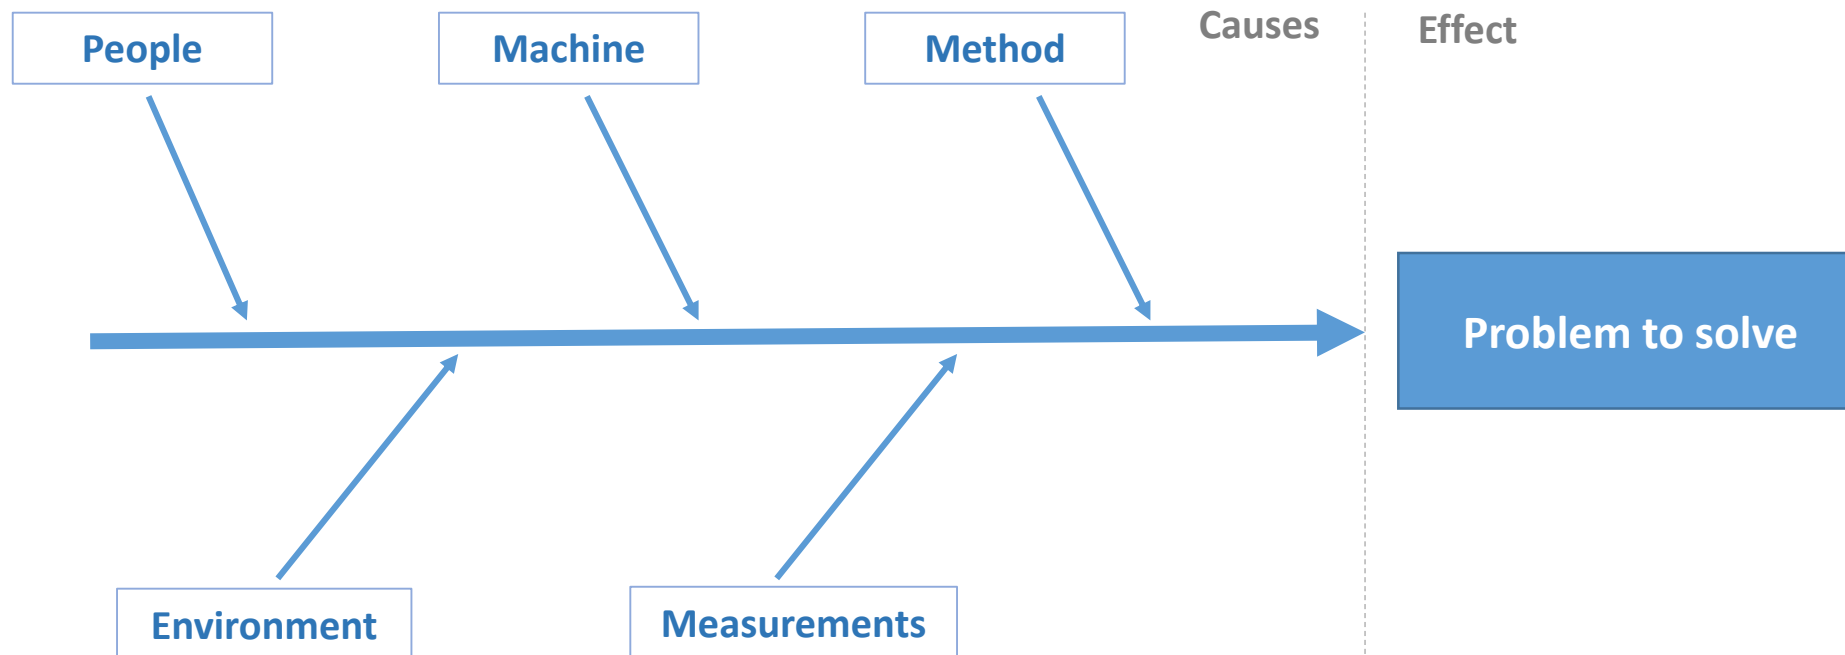 People
Machine
Method
Causes
Effect
Problem to solve
Environment
Measurements